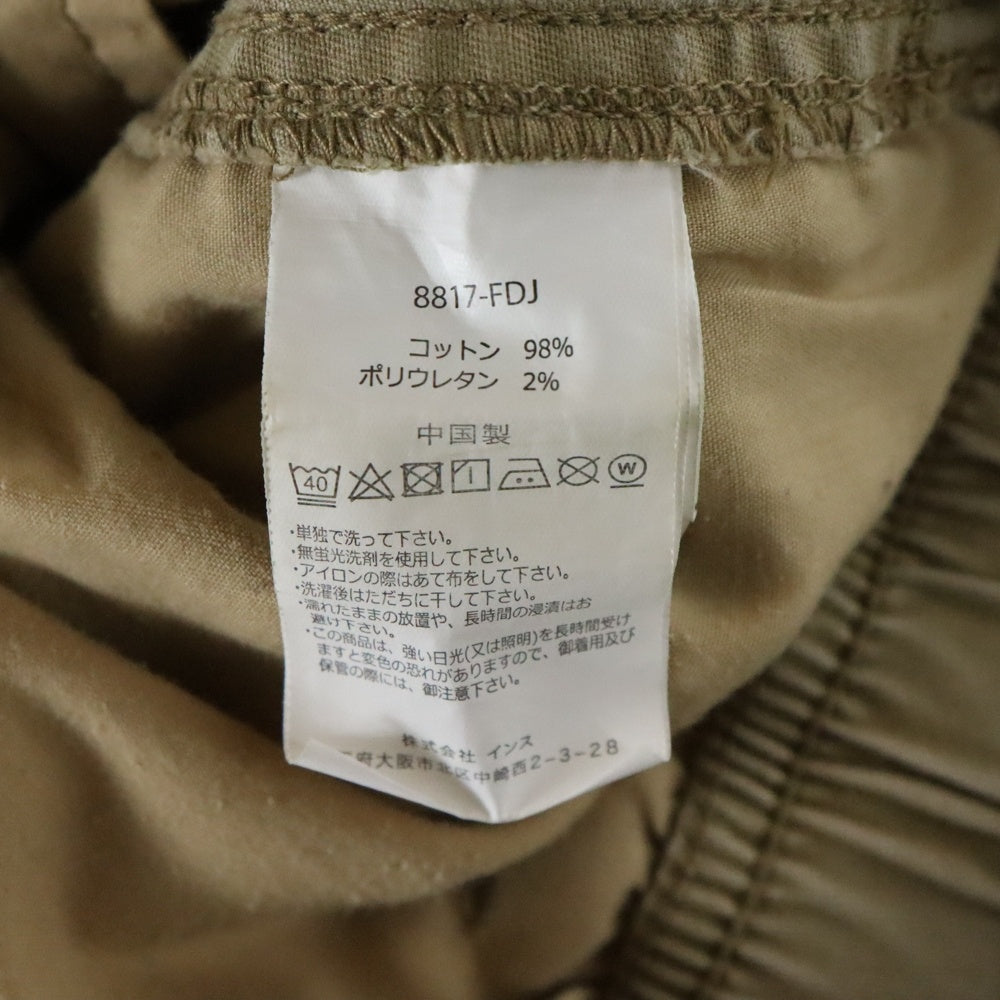 8817-FDJ
コットン 98%
ポリウレタン 2%
中国製
40
W
・単独で洗って下さい。
・無蛍光洗剤を使用して下さい。
・アイロンの際はあて布をして下さい。
・洗濯後はただちに干して下さい。
・濡れたままの放置や、長時間の浸漬はお
避け下さい。
・この商品は、強い日光(又は照明)を長時間受け
ますと変色の恐れがありますので、御着用及び
保管の際には、御注意下さい。
株式会社 インス
府大阪市北区中崎西2-3-28